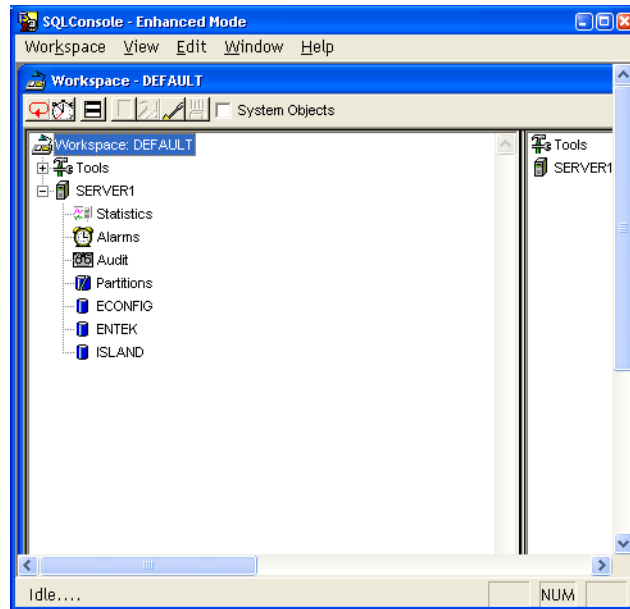 SQLConsole - Enhanced Mode
Workspace View Edit Window Help
Workspace - DEFAULT
System Objects
Workspace: DEFAULT
Tools
SERVER1
Statistics
Alarms
Audit
Partitions
ECONFIG
ENTEK
ISLAND
Tools
SERVER1
Idle....
NUM